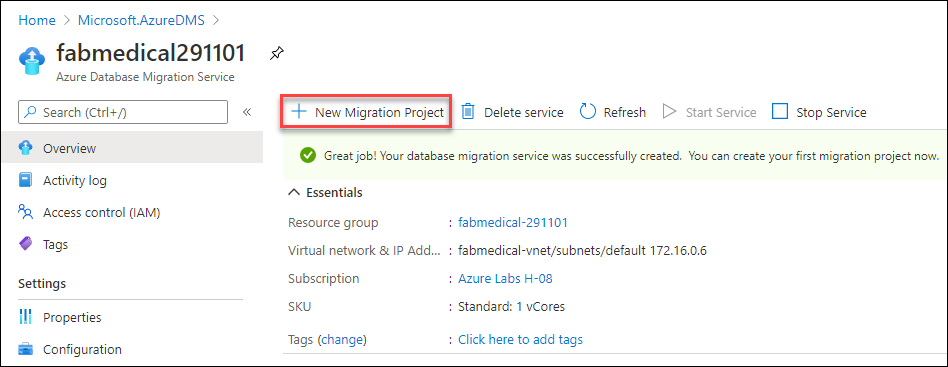 Home > Microsoft.AzureDMS >
fabmedical291101
Azure Database Migration Service
Search (Ctrl+/)
«
Overview
Activity log
Access control (IAM)
Tags
Settings
Properties
Configuration
+ New Migration Project Delete service Refresh Start Service Stop Service
Great job! Your database migration service was successfully created. You can create your first migration project now.
Essentials
Resource group : fabmedical-291101
Virtual network & IP Add... : fabmedical-vnet/subnets/default 172.16.0.6
Subscription : Azure Labs H-08
SKU : Standard: 1 vCores
Tags (change) : Click here to add tags